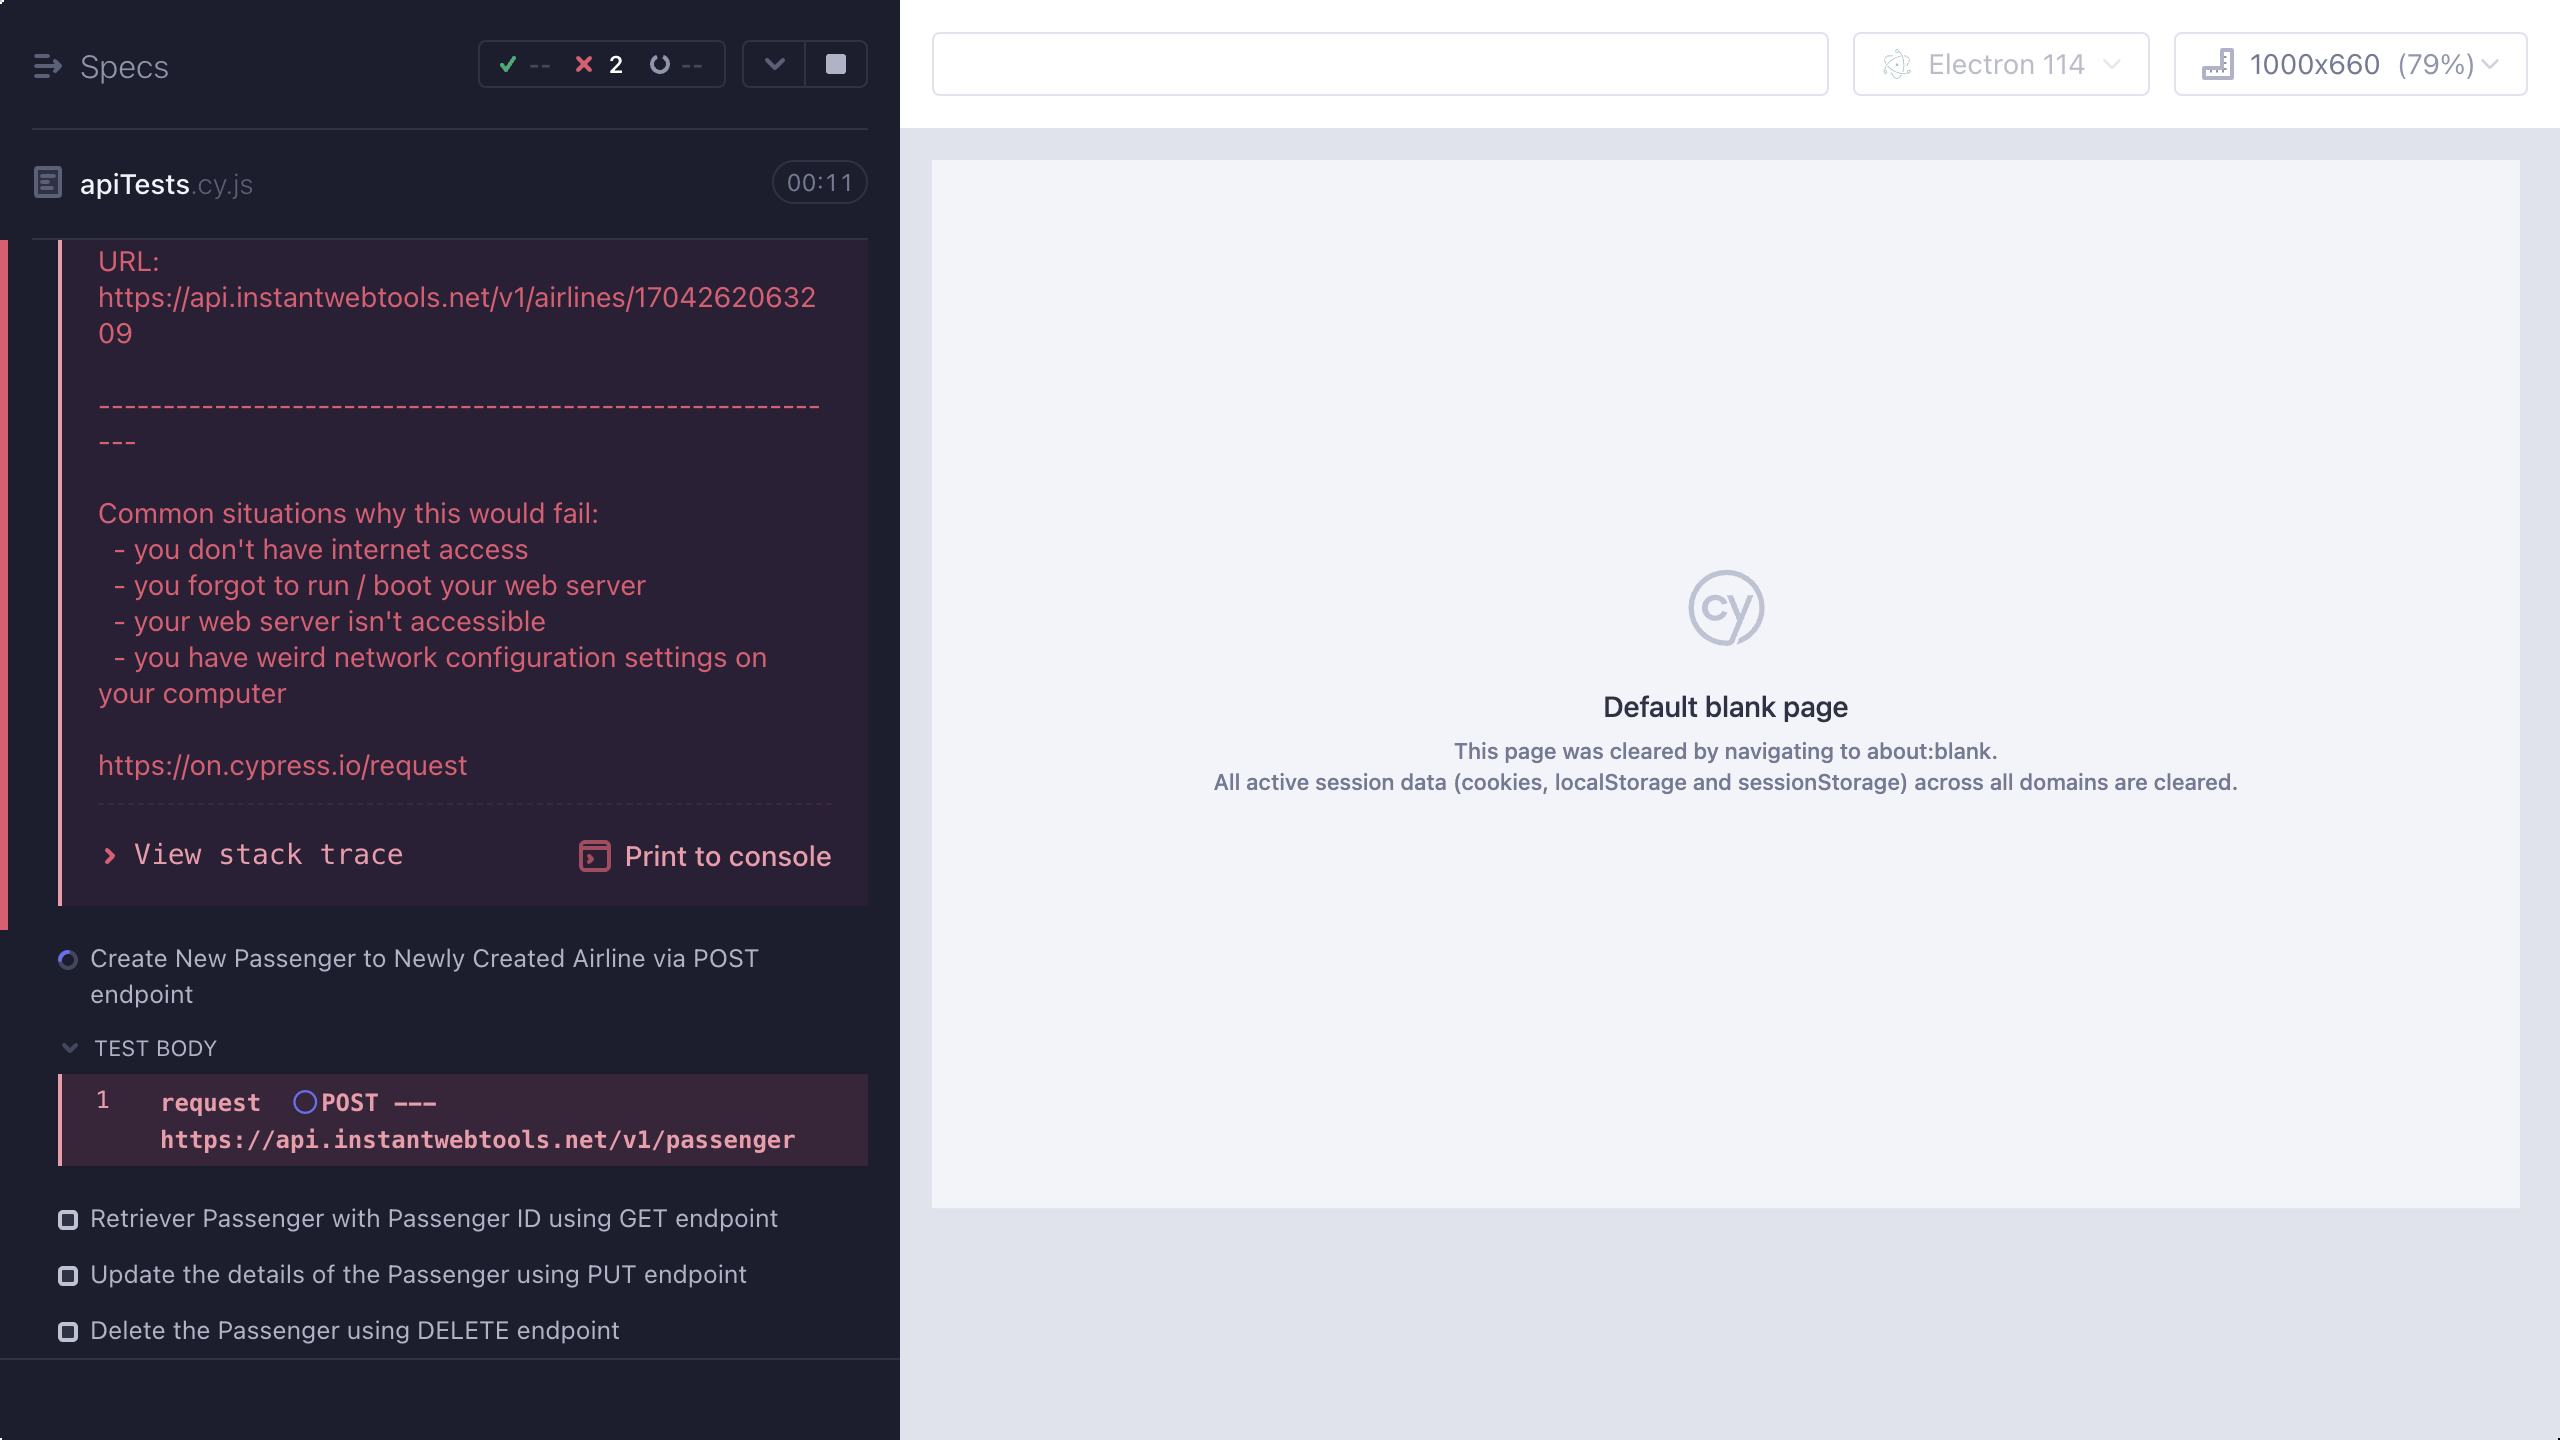 Specs
-- 2 --
apiTests.cy.js
00:11
URL:
https://api.instantwebtools.net/v1/airlines/17042620632
09
--------------------------------------------------------
---
Common situations why this would fail:
- you don't have internet access
- you forgot to run / boot your web server
- your web server isn't accessible
- you have weird network configuration settings on
your computer
https://on.cypress.io/request
View stack trace
Print to console
Create New Passenger to Newly Created Airline via POST
endpoint
TEST BODY
1 request POST ---
https://api.instantwebtools.net/v1/passenger
Retriever Passenger with Passenger ID using GET endpoint
Update the details of the Passenger using PUT endpoint
Delete the Passenger using DELETE endpoint
Electron 114
1000x660 (79%)
cy
Default blank page
This page was cleared by navigating to about:blank.
All active session data (cookies, localStorage and sessionStorage) across all domains are cleared.